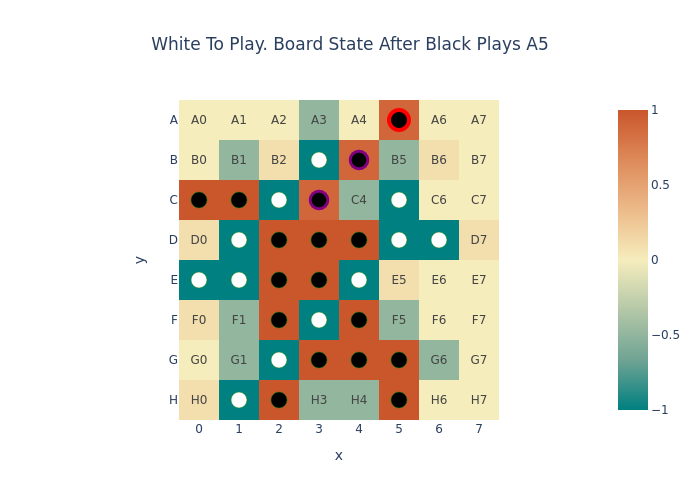 White To Play. Board State After Black Plays A5
A A0 A1 A2 A3 A4 A6 A7
B B0 B1 B2 B5 B6 B7
C C4 C6 C7
D D0 D7
E E5 E6 E7
F F0 F1 F5 F6 F7
G G0 G1 G6 G7
H H0 H3 H4 H6 H7
0 1 2 3 4 5 6 7
x
y
1
0.5
0
−0.5
−1